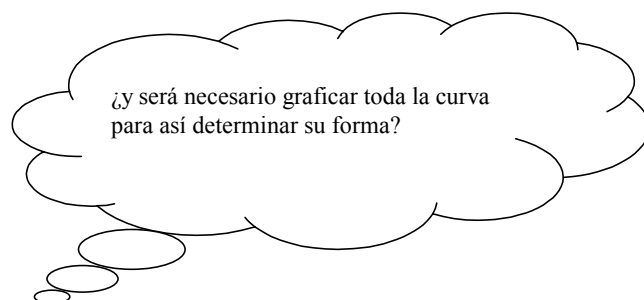 ¿y será necesario graficar toda la curva
para así determinar su forma?